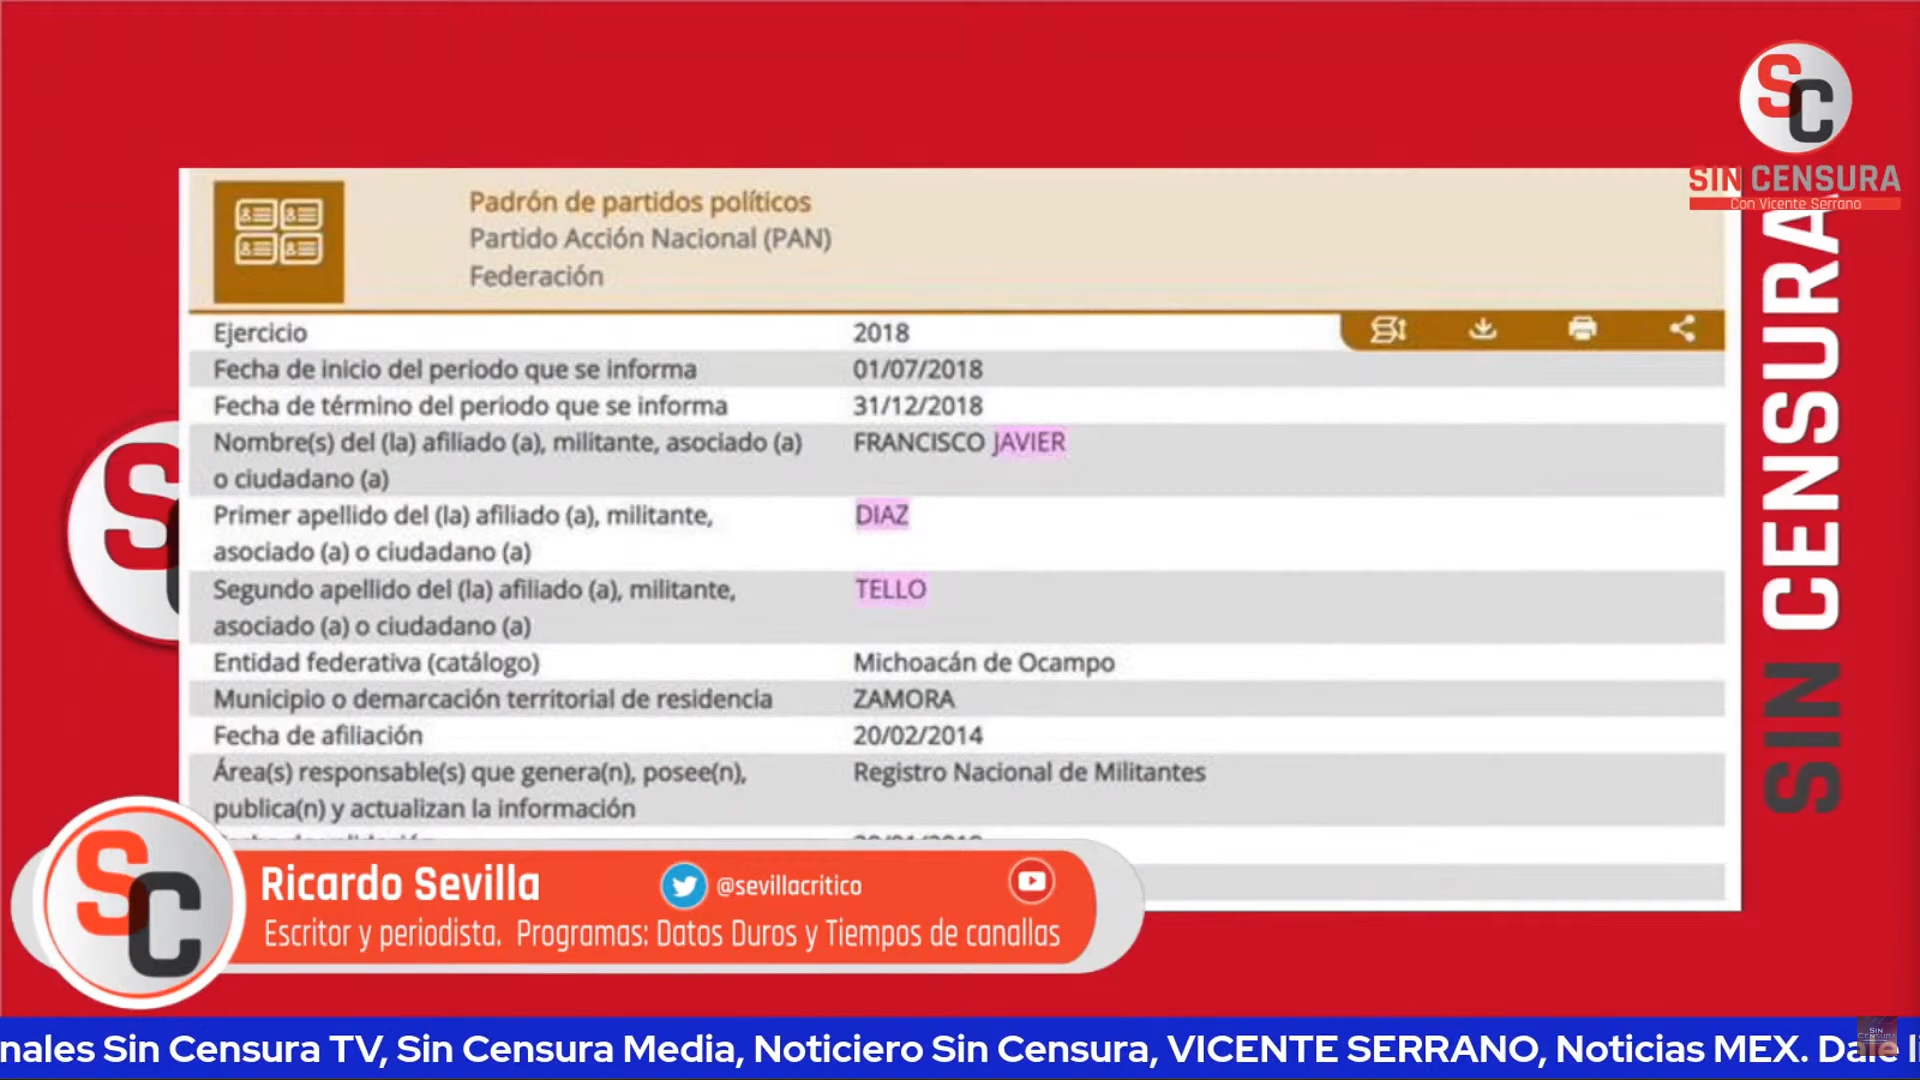 SC
SIN CENSURA
Con Vicente Serrano
Padrón de partidos políticos
Partido Acción Nacional (PAN)
Federación
Ejercicio 2018
Fecha de inicio del periodo que se informa 01/07/2018
Fecha de término del periodo que se informa 31/12/2018
Nombre(s) del (la) afiliado (a), militante, asociado (a) FRANCISCO JAVIER
o ciudadano (a)
Primer apellido del (la) afiliado (a), militante, DIAZ
asociado (a) o ciudadano (a)
Segundo apellido del (la) afiliado (a), militante, TELLO
asociado (a) o ciudadano (a)
Entidad federativa (catálogo) Michoacán de Ocampo
Municipio o demarcación territorial de residencia ZAMORA
Fecha de afiliación 20/02/2014
Área(s) responsable(s) que genera(n), posee(n), Registro Nacional de Militantes
publica(n) y actualizan la información
SIN CENSURA
SC
Ricardo Sevilla @sevillacritico
Escritor y periodista. Programas: Datos Duros y Tiempos de canallas
nales Sin Censura TV, Sin Censura Media, Noticiero Sin Censura, VICENTE SERRANO, Noticias MEX. Dale li